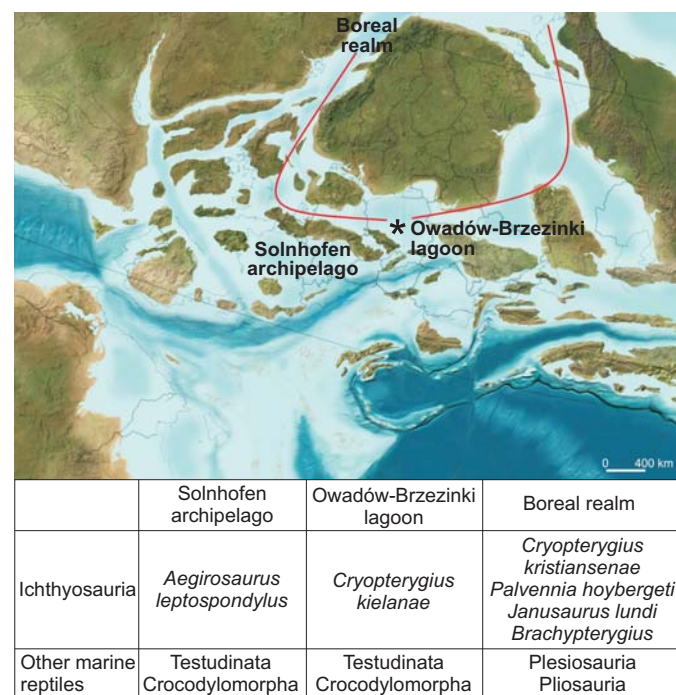 Boreal
realm
* Owadów-Brzezinki
lagoon
Solnhofen
archipelago
0 400 km
Solnhofen
archipelago
Owadów-Brzezinki
lagoon
Boreal realm
Ichthyosauria
Aegirosaurus
leptospondylus
Cryopterygius
kielanae
Cryopterygius
kristiansenae
Palvennia hoybergeti
Janusaurus lundi
Brachypterygius
Other marine
reptiles
Testudinata
Crocodylomorpha
Testudinata
Crocodylomorpha
Plesiosauria
Pliosauria